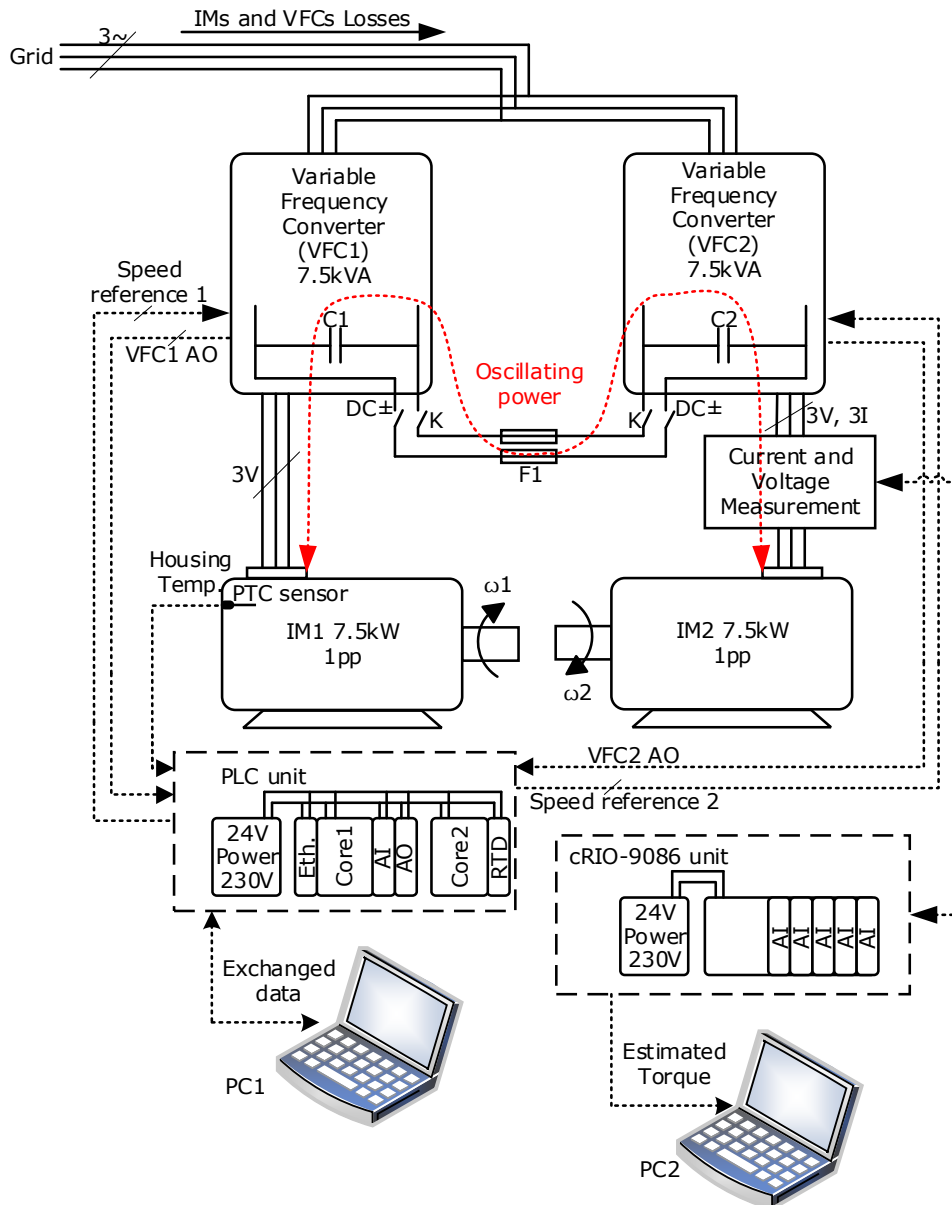 IMs and VFCs Losses
3~
Grid
Variable
Frequency
Converter
(VFC1)
7.5kVA
Variable
Frequency
Converter
(VFC2)
7.5kVA
Speed
reference 1
VFC1 AO
C1
C2
Oscillating
power
DC±
K
K
DC±
F1
3V
3V, 3I
Current and
Voltage
Measurement
Housing
Temp.
PTC sensor
IM1 7.5kW
1pp
ω1
ω2
IM2 7.5kW
1pp
VFC2 AO
Speed reference 2
PLC unit
24V
Power
230V
Eth.
Core1
AI
AO
Core2
RTD
cRIO-9086 unit
24V
Power
230V
AI
AI
AI
AI
AI
Exchanged
data
PC1
Estimated
Torque
PC2